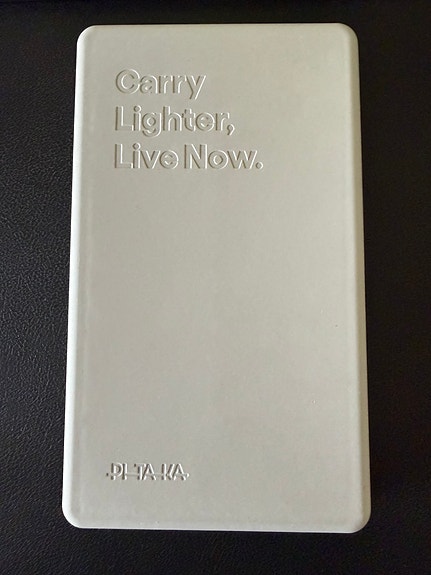 Carry
Lighter,
Live Now.
PITAKA